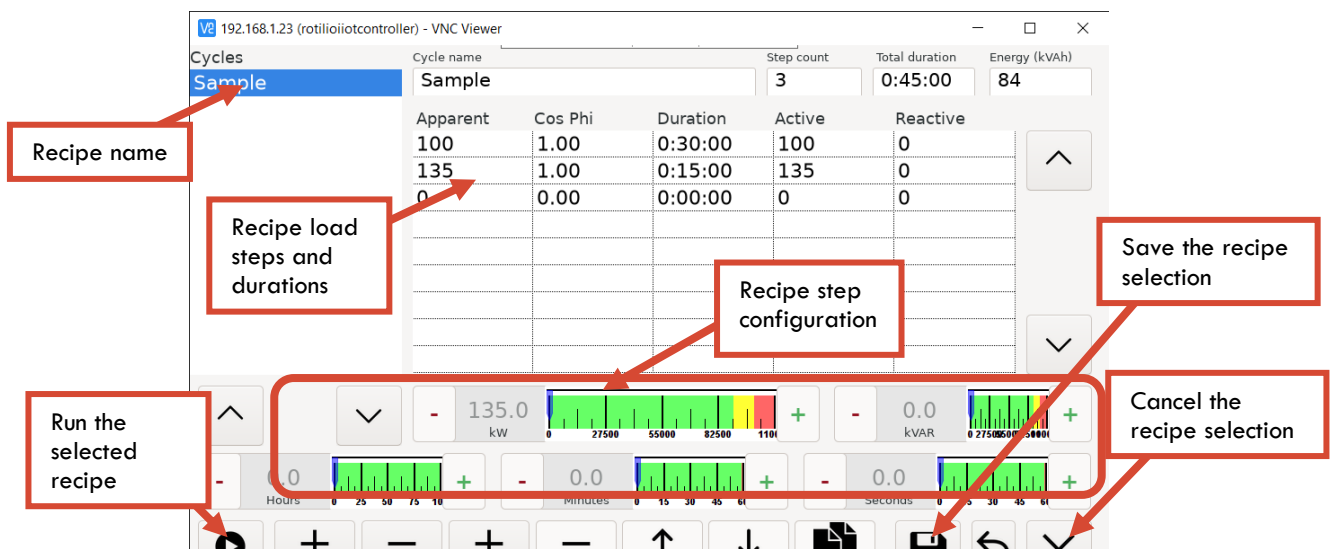 192.168.1.23 (rotilioiiotcontroller) - VNC Viewer
Cycles
Sample
Cycle name
Step count
Total duration
Energy (kVAh)
Sample
3
0:45:00
84
Apparent Cos Phi Duration Active Reactive
100 1.00 0:30:00 100 0
135 1.00 0:15:00 135 0
0 0.00 0:00:00 0 0
Recipe name
Recipe load
steps and
durations
Recipe step
configuration
Save the recipe
selection
Cancel the
recipe selection
Run the
selected
recipe
- 135.0 +
kW
0 27500 55000 82500
- 0.0 +
kVAR
- 0.0 +
Hours
0 25 50 75
- 0.0 +
Minutes
0 15 30 45
- 0.0 +
Seconds
0 30 45